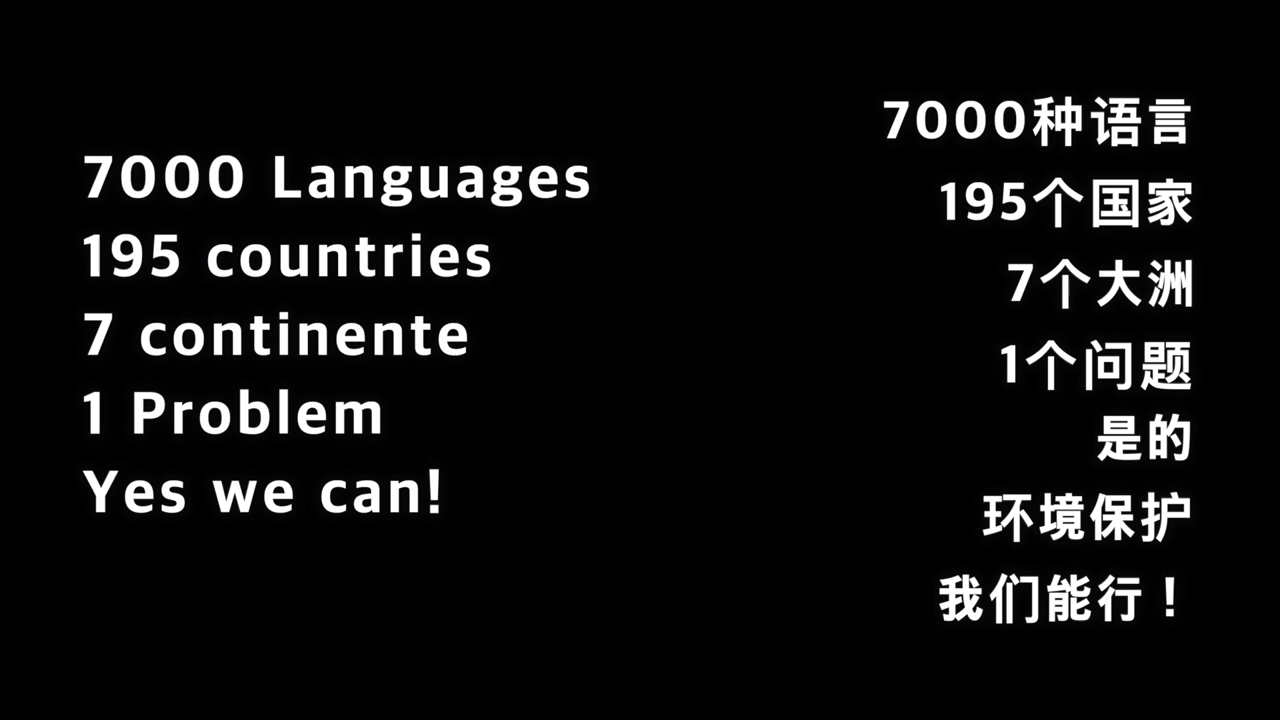 7000 Languages
195 countries
7 continente
1 Problem
Yes we can!
7000种语言
195个国家
7个大洲
1个问题
是的
环境保护
我们能行！